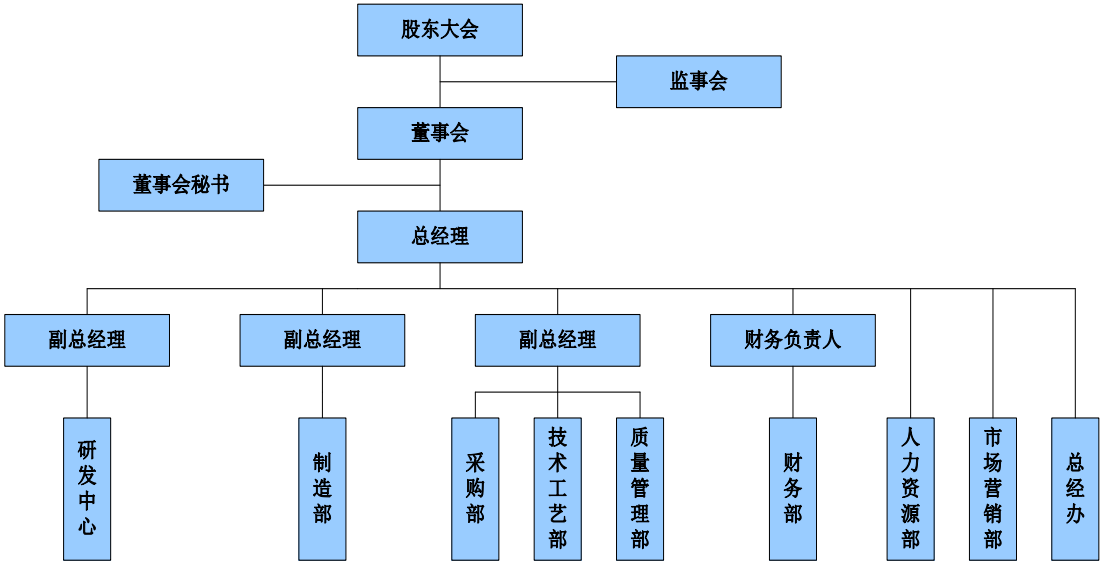 股东大会
监事会
董事会
董事会秘书
总经理
副总经理
副总经理
副总经理
财务负责人
研发中心
制造部
采购部
技术工艺部
质量管理部
财务部
人力资源部
市场营销部
总经办